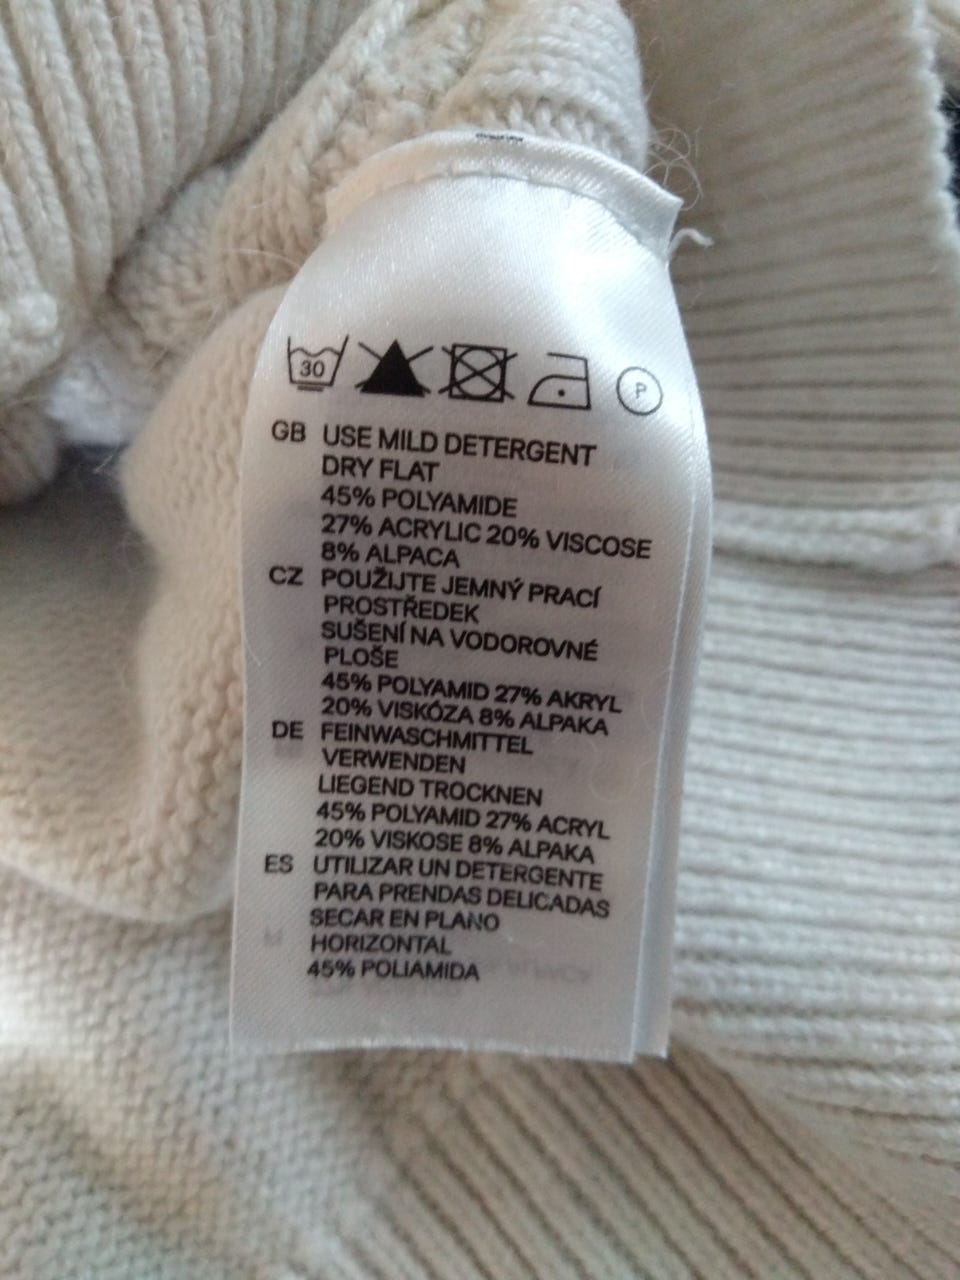 30
P
GB USE MILD DETERGENT
DRY FLAT
45% POLYAMIDE
27% ACRYLIC 20% VISCOSE
8% ALPACA
CZ POUŽIJTE JEMNÝ PRACÍ
PROSTŘEDEK
SUŠENÍ NA VODOROVNÉ
PLOŠE
45% POLYAMID 27% AKRYL
20% VISKÓZA 8% ALPAKA
DE FEINWASCHMITTEL
VERWENDEN
LIEGEND TROCKNEN
45% POLYAMID 27% ACRYL
20% VISKOSE 8% ALPAKA
ES UTILIZAR UN DETERGENTE
PARA PRENDAS DELICADAS
SECAR EN PLANO
HORIZONTAL
45% POLIAMIDA